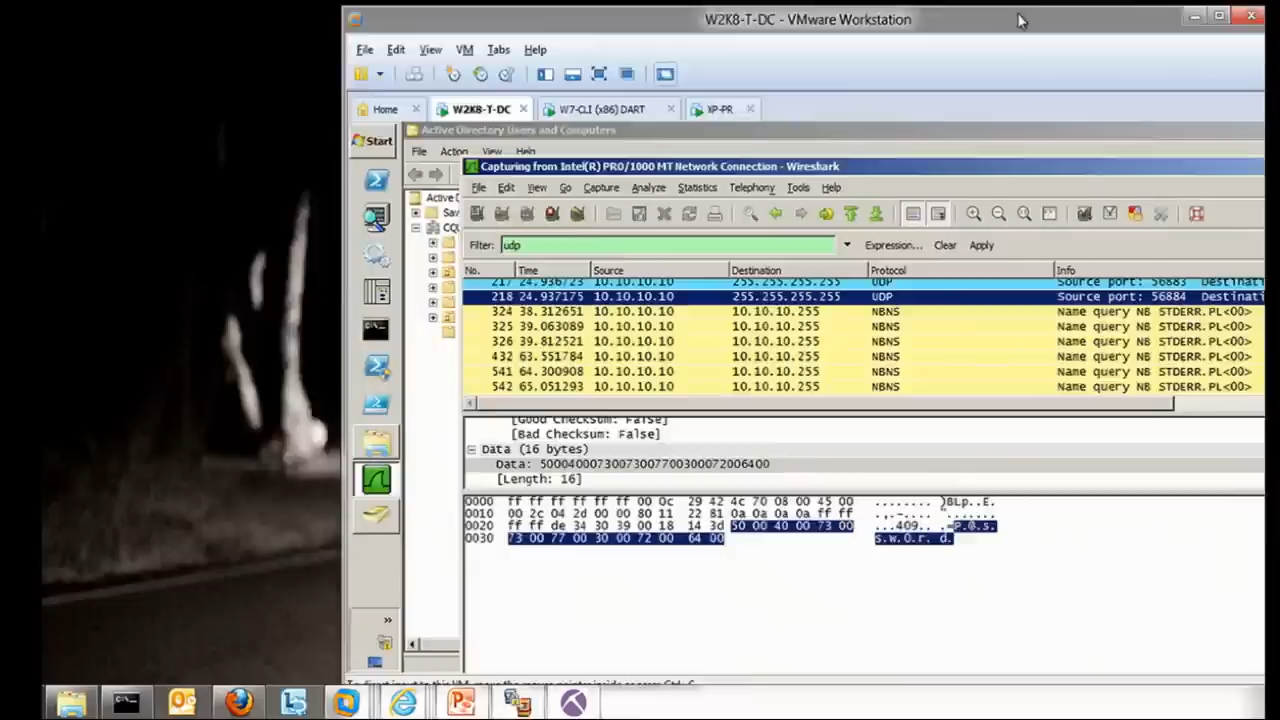 W2K8-T-DC - VMware Workstation
File Edit View VM Tabs Help
Home W2K8-T-DC W7-CLI (x86) DART XP-PR
Start
Active Directory Users and Computers
File Action View Help
Capturing from Intel(R) PRO/1000 MT Network Connection - Wireshark
File Edit View Go Capture Analyze Statistics Telephony Tools Help
Active D
Sav
CQ
Filter: udp Expression... Clear Apply
No. Time Source Destination Protocol Info
217 24.936723 10.10.10.10 255.255.255.255 UDP Source port: 56883 Destinati
218 24.937175 10.10.10.10 255.255.255.255 UDP Source port: 56884 Destinati
324 38.312651 10.10.10.10 10.10.10.255 NBNS Name query NB STDERR.PL<00>
325 39.063089 10.10.10.10 10.10.10.255 NBNS Name query NB STDERR.PL<00>
326 39.812521 10.10.10.10 10.10.10.255 NBNS Name query NB STDERR.PL<00>
432 63.551784 10.10.10.10 10.10.10.255 NBNS Name query NB STDERR.PL<00>
541 64.300908 10.10.10.10 10.10.10.255 NBNS Name query NB STDERR.PL<00>
542 65.051293 10.10.10.10 10.10.10.255 NBNS Name query NB STDERR.PL<00>
[Good Checksum: False]
[Bad Checksum: False]
Data (16 bytes)
Data: 50004000730073007700300072006400
[Length: 16]
0000 ff ff ff ff ff ff 00 0c 29 42 4c 70 08 00 45 00 ........ )BLp..E.
0010 00 2c 04 2d 00 00 80 11 22 81 0a 0a 0a 0a ff ff .,.-.... ".......
0020 ff ff de 34 30 39 00 18 14 3d 50 00 40 00 73 00 ...409.. .=P.@.s.
0030 73 00 77 00 30 00 72 00 64 00 s.w.0.r. d.